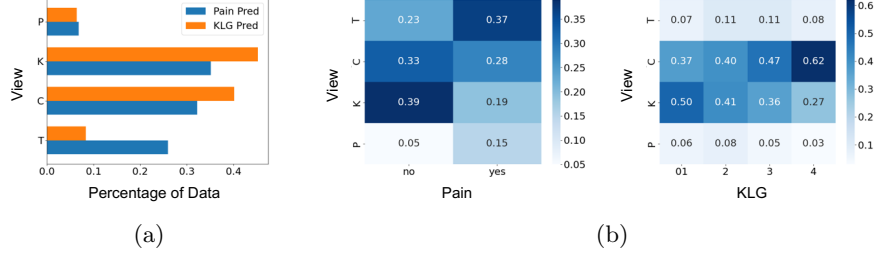 Pain Pred
KLG Pred
View
P
K
C
T
0.0 0.1 0.2 0.3 0.4
Percentage of Data
(a)
View
T
C
K
P
0.23 0.37
0.33 0.28
0.39 0.19
0.05 0.15
no yes
Pain
0.35
0.30
0.25
0.20
0.15
0.10
0.05
View
T
C
K
P
0.07 0.11 0.11 0.08
0.37 0.40 0.47 0.62
0.50 0.41 0.36 0.27
0.06 0.08 0.05 0.03
01 2 3 4
KLG
0.6
0.5
0.4
0.3
0.2
0.1
(b)